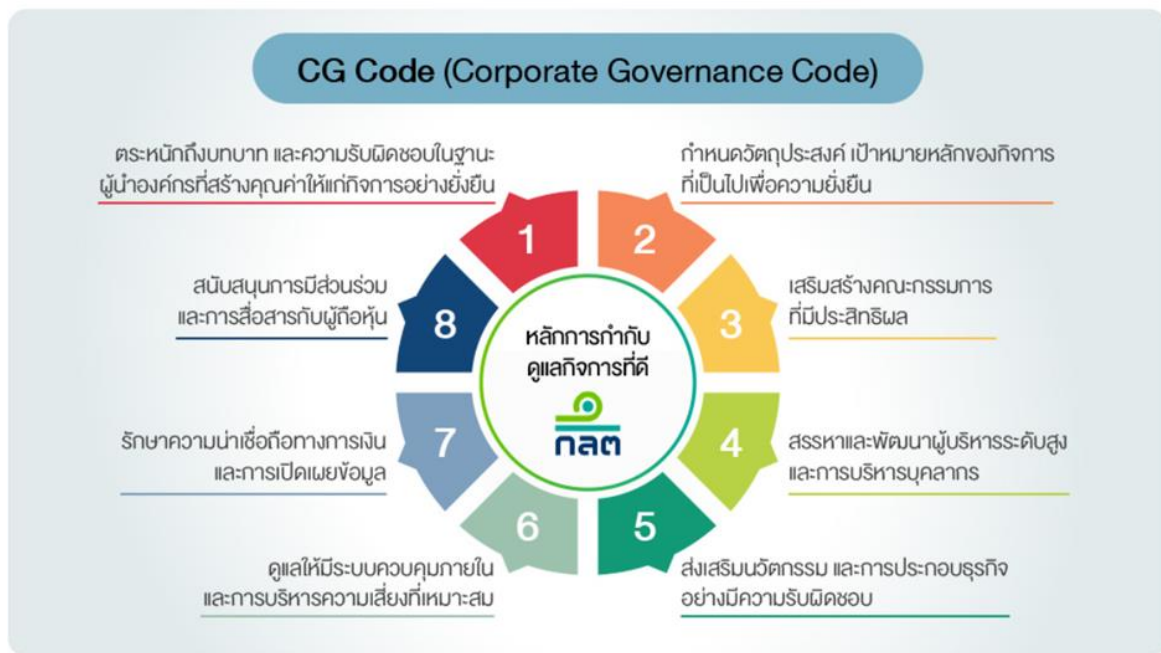 CG Code (Corporate Governance Code)
ตระหนักถึงบทบาท และความรับผิดชอบในฐานะ
ผู้นำองค์กรที่สร้างคุณค่าให้แก่กิจการอย่างยั่งยืน
1
กำหนดวัตถุประสงค์ เป้าหมายหลักของกิจการ
ที่เป็นไปเพื่อความยั่งยืน
2
เสริมสร้างคณะกรรมการ
ที่มีประสิทธิผล
3
สรรหาและพัฒนาผู้บริหารระดับสูง
และการบริหารบุคลากร
4
ส่งเสริมนวัตกรรม และการประกอบธุรกิจ
อย่างมีความรับผิดชอบ
5
ดูแลให้มีระบบควบคุมภายใน
และการบริหารความเสี่ยงที่เหมาะสม
6
รักษาความน่าเชื่อถือทางการเงิน
และการเปิดเผยข้อมูล
7
สนับสนุนการมีส่วนร่วม
และการสื่อสารกับผู้ถือหุ้น
8
หลักการกำกับ
ดูแลกิจการที่ดี
กลต